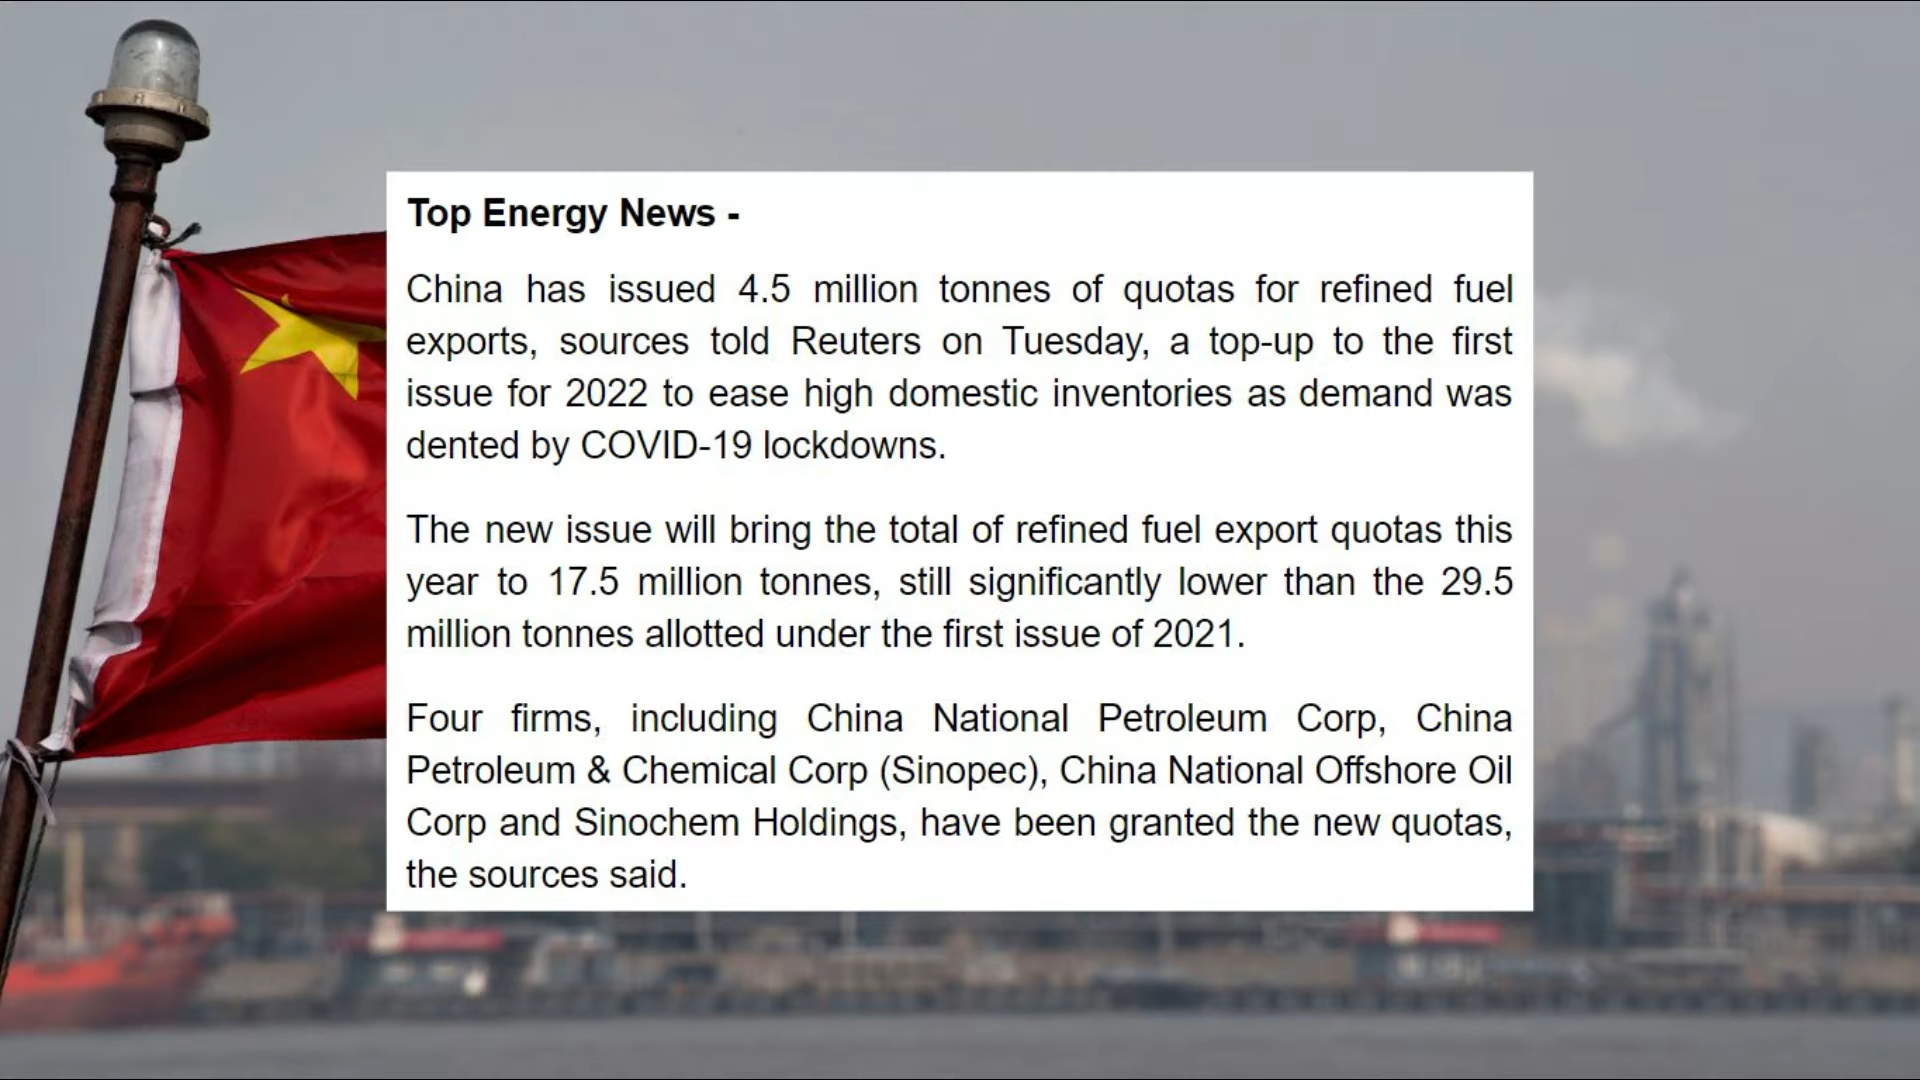 Top Energy News -
China has issued 4.5 million tonnes of quotas for refined fuel
exports, sources told Reuters on Tuesday, a top-up to the first
issue for 2022 to ease high domestic inventories as demand was
dented by COVID-19 lockdowns.
The new issue will bring the total of refined fuel export quotas this
year to 17.5 million tonnes, still significantly lower than the 29.5
million tonnes allotted under the first issue of 2021.
Four firms, including China National Petroleum Corp, China
Petroleum & Chemical Corp (Sinopec), China National Offshore Oil
Corp and Sinochem Holdings, have been granted the new quotas,
the sources said.